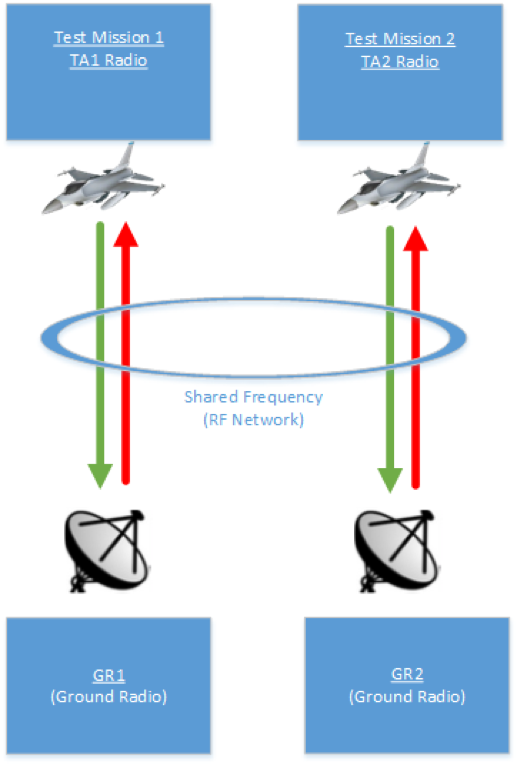 Test Mission 1
TA1 Radio
Test Mission 2
TA2 Radio
Shared Frequency
(RF Network)
GR1
(Ground Radio)
GR2
(Ground Radio)